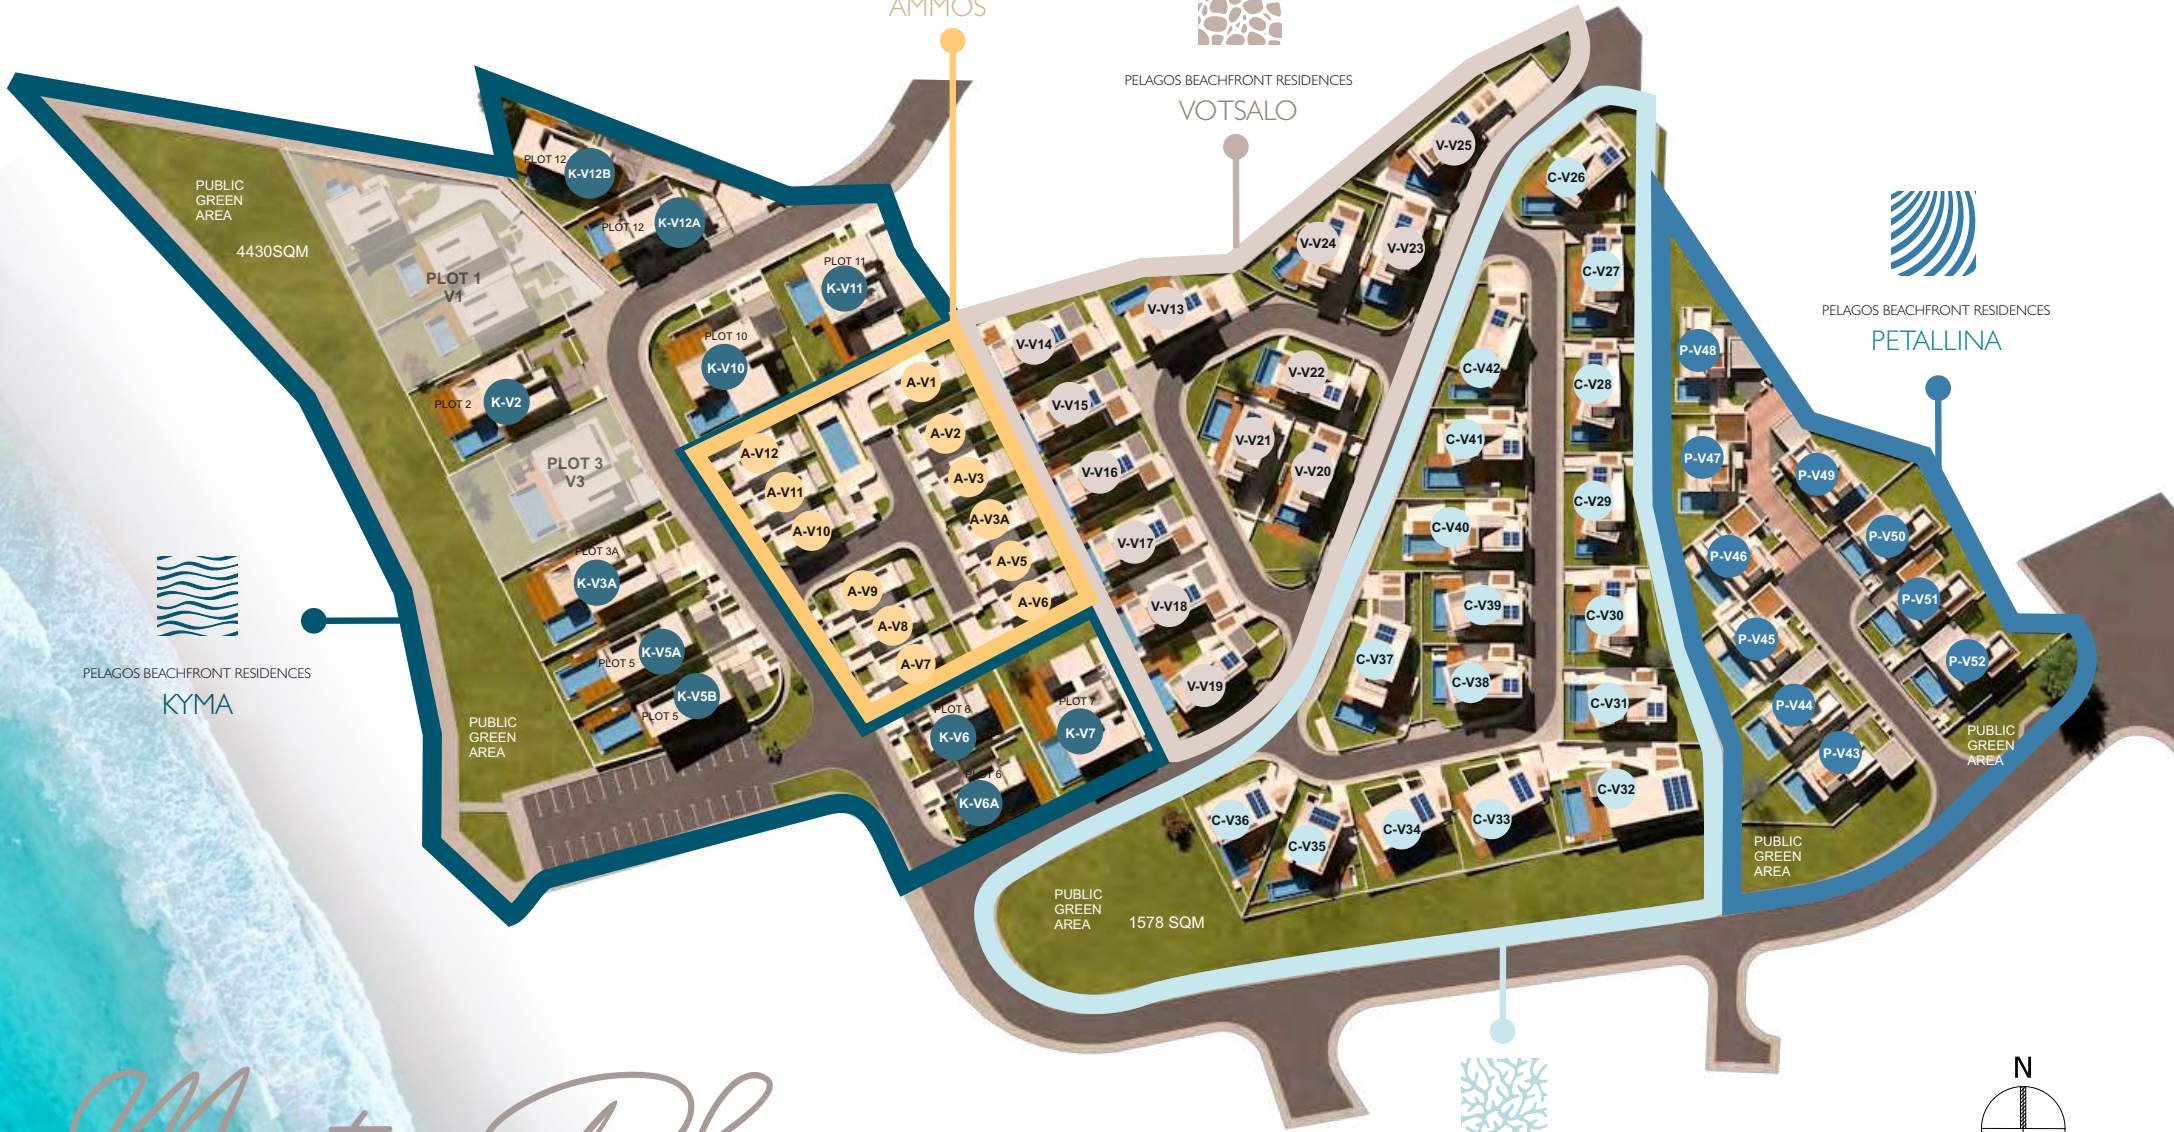 AMMOS
PELAGOS BEACHFRONT RESIDENCES
VOTSALO
PELAGOS BEACHFRONT RESIDENCES
PETALLINA
PELAGOS BEACHFRONT RESIDENCES
KYMA
PUBLIC
GREEN
AREA
4430SQM
PLOT 1
V1
PLOT 12
K-V12B
PLOT 12
K-V12A
PLOT 11
K-V11
PLOT 10
K-V10
PLOT 2
K-V2
PLOT 3
V3
PLOT 3A
K-V3A
PLOT 5
K-V5A
PLOT 5
K-V5B
PUBLIC
GREEN
AREA
PLOT 6
K-V6
PLOT 6
K-V6A
PLOT 7
K-V7
A-V1
A-V2
A-V3
A-V3A
A-V5
A-V6
A-V12
A-V11
A-V10
A-V9
A-V8
A-V7
V-V25
V-V24
V-V23
V-V13
V-V14
V-V15
V-V16
V-V17
V-V18
V-V19
V-V22
V-V21
V-V20
C-V26
C-V27
C-V28
C-V29
C-V30
C-V31
C-V32
C-V42
C-V41
C-V40
C-V39
C-V38
C-V37
C-V36
C-V35
C-V34
C-V33
PUBLIC
GREEN
AREA
1578 SQM
P-V48
P-V47
P-V46
P-V45
P-V44
P-V43
P-V49
P-V50
P-V51
P-V52
PUBLIC
GREEN
AREA
PUBLIC
GREEN
AREA
N